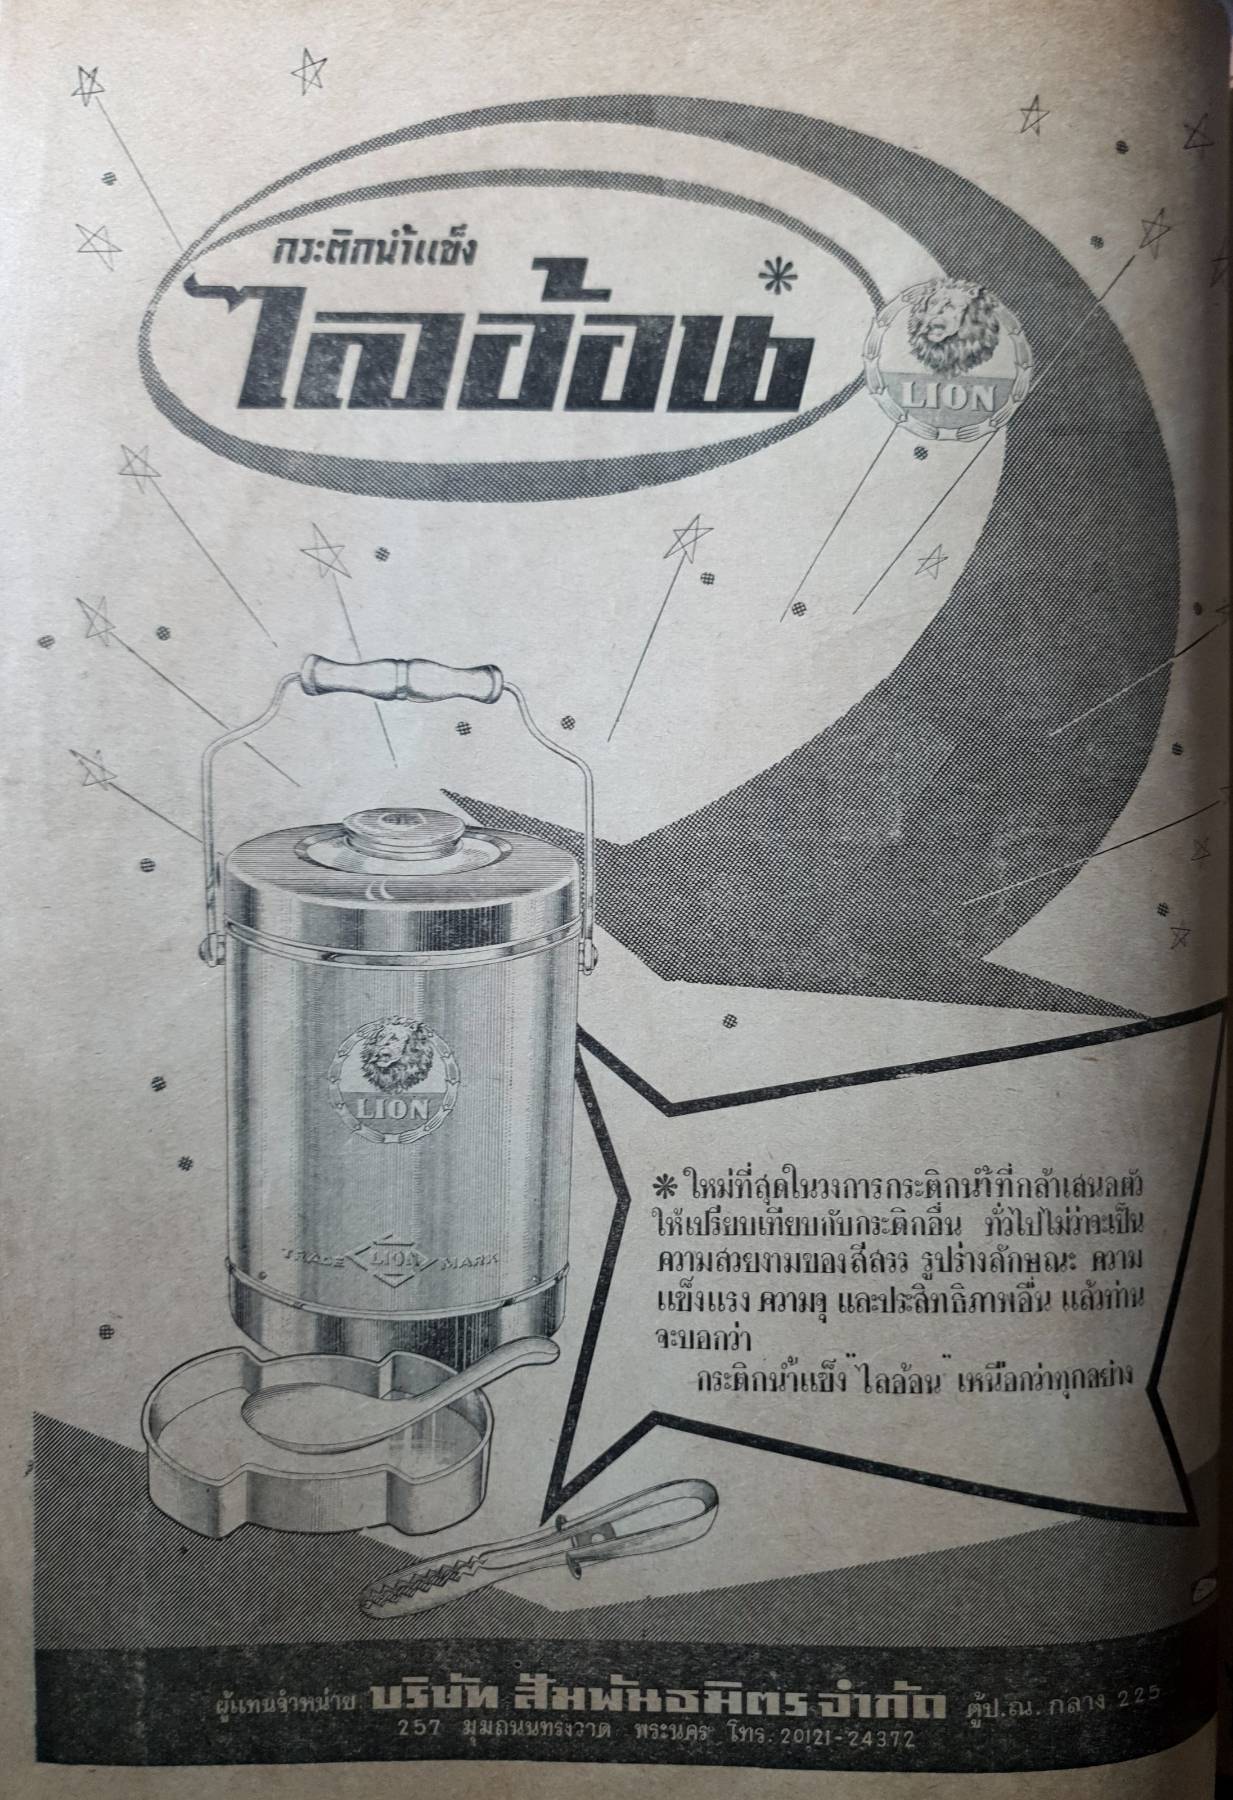 กระติกน้ำแข็ง
ไลอ้อน*
LION
LION
TRADE LION MARK
* ใหม่ที่สุดในวงการกระติกน้ำที่กล้าเสนอตัว
ให้เปรียบเทียบกับกระติกอื่น ทั่วไปไม่ว่าจะเป็น
ความสวยงามของสีสรร รูปร่างลักษณะ ความ
แข็งแรง ความจุ และประสิทธิภาพอื่น แล้วท่าน
จะบอกว่า
กระติกน้ำแข็ง "ไลอ้อน" เหนือกว่าทุกอย่าง
ผู้แทนจำหน่าย บริษัท สัมพันธมิตร จำกัด ตู้ป.ณ. กลาง 225
257 มุมถนนทรงวาด พระนคร โทร. 20121-24372